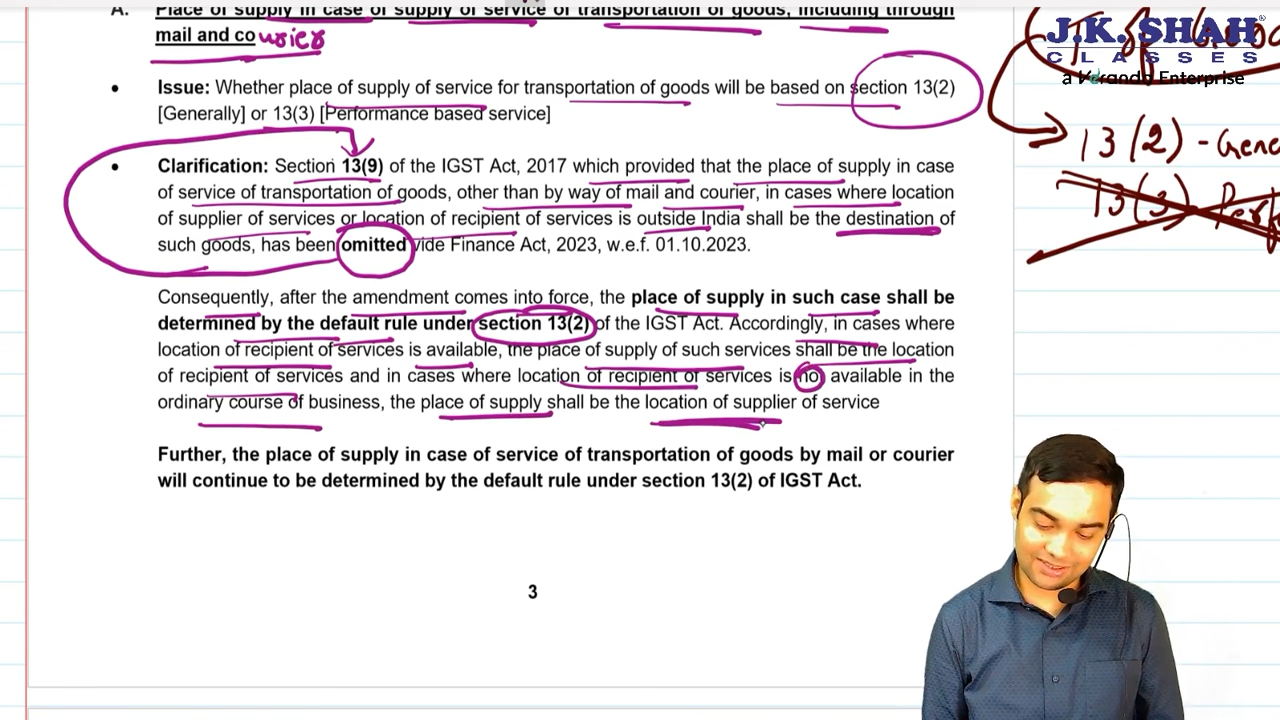 A. Place of supply in case of supply of service of transportation of goods, including through
mail and courier
• Issue: Whether place of supply of service for transportation of goods will be based on section 13(2)
[Generally] or 13(3) [Performance based service]
• Clarification: Section 13(9) of the IGST Act, 2017 which provided that the place of supply in case
of service of transportation of goods, other than by way of mail and courier, in cases where location
of supplier of services or location of recipient of services is outside India shall be the destination of
such goods, has been omitted vide Finance Act, 2023, w.e.f. 01.10.2023.
Consequently, after the amendment comes into force, the place of supply in such case shall be
determined by the default rule under section 13(2) of the IGST Act. Accordingly, in cases where
location of recipient of services is available, the place of supply of such services shall be the location
of recipient of services and in cases where location of recipient of services is no available in the
ordinary course of business, the place of supply shall be the location of supplier of service
Further, the place of supply in case of service of transportation of goods by mail or courier
will continue to be determined by the default rule under section 13(2) of IGST Act.
3
J.K. SHAH
CLASSES
a Veranda Enterprise
13(2) - Gene
13(3) Perf